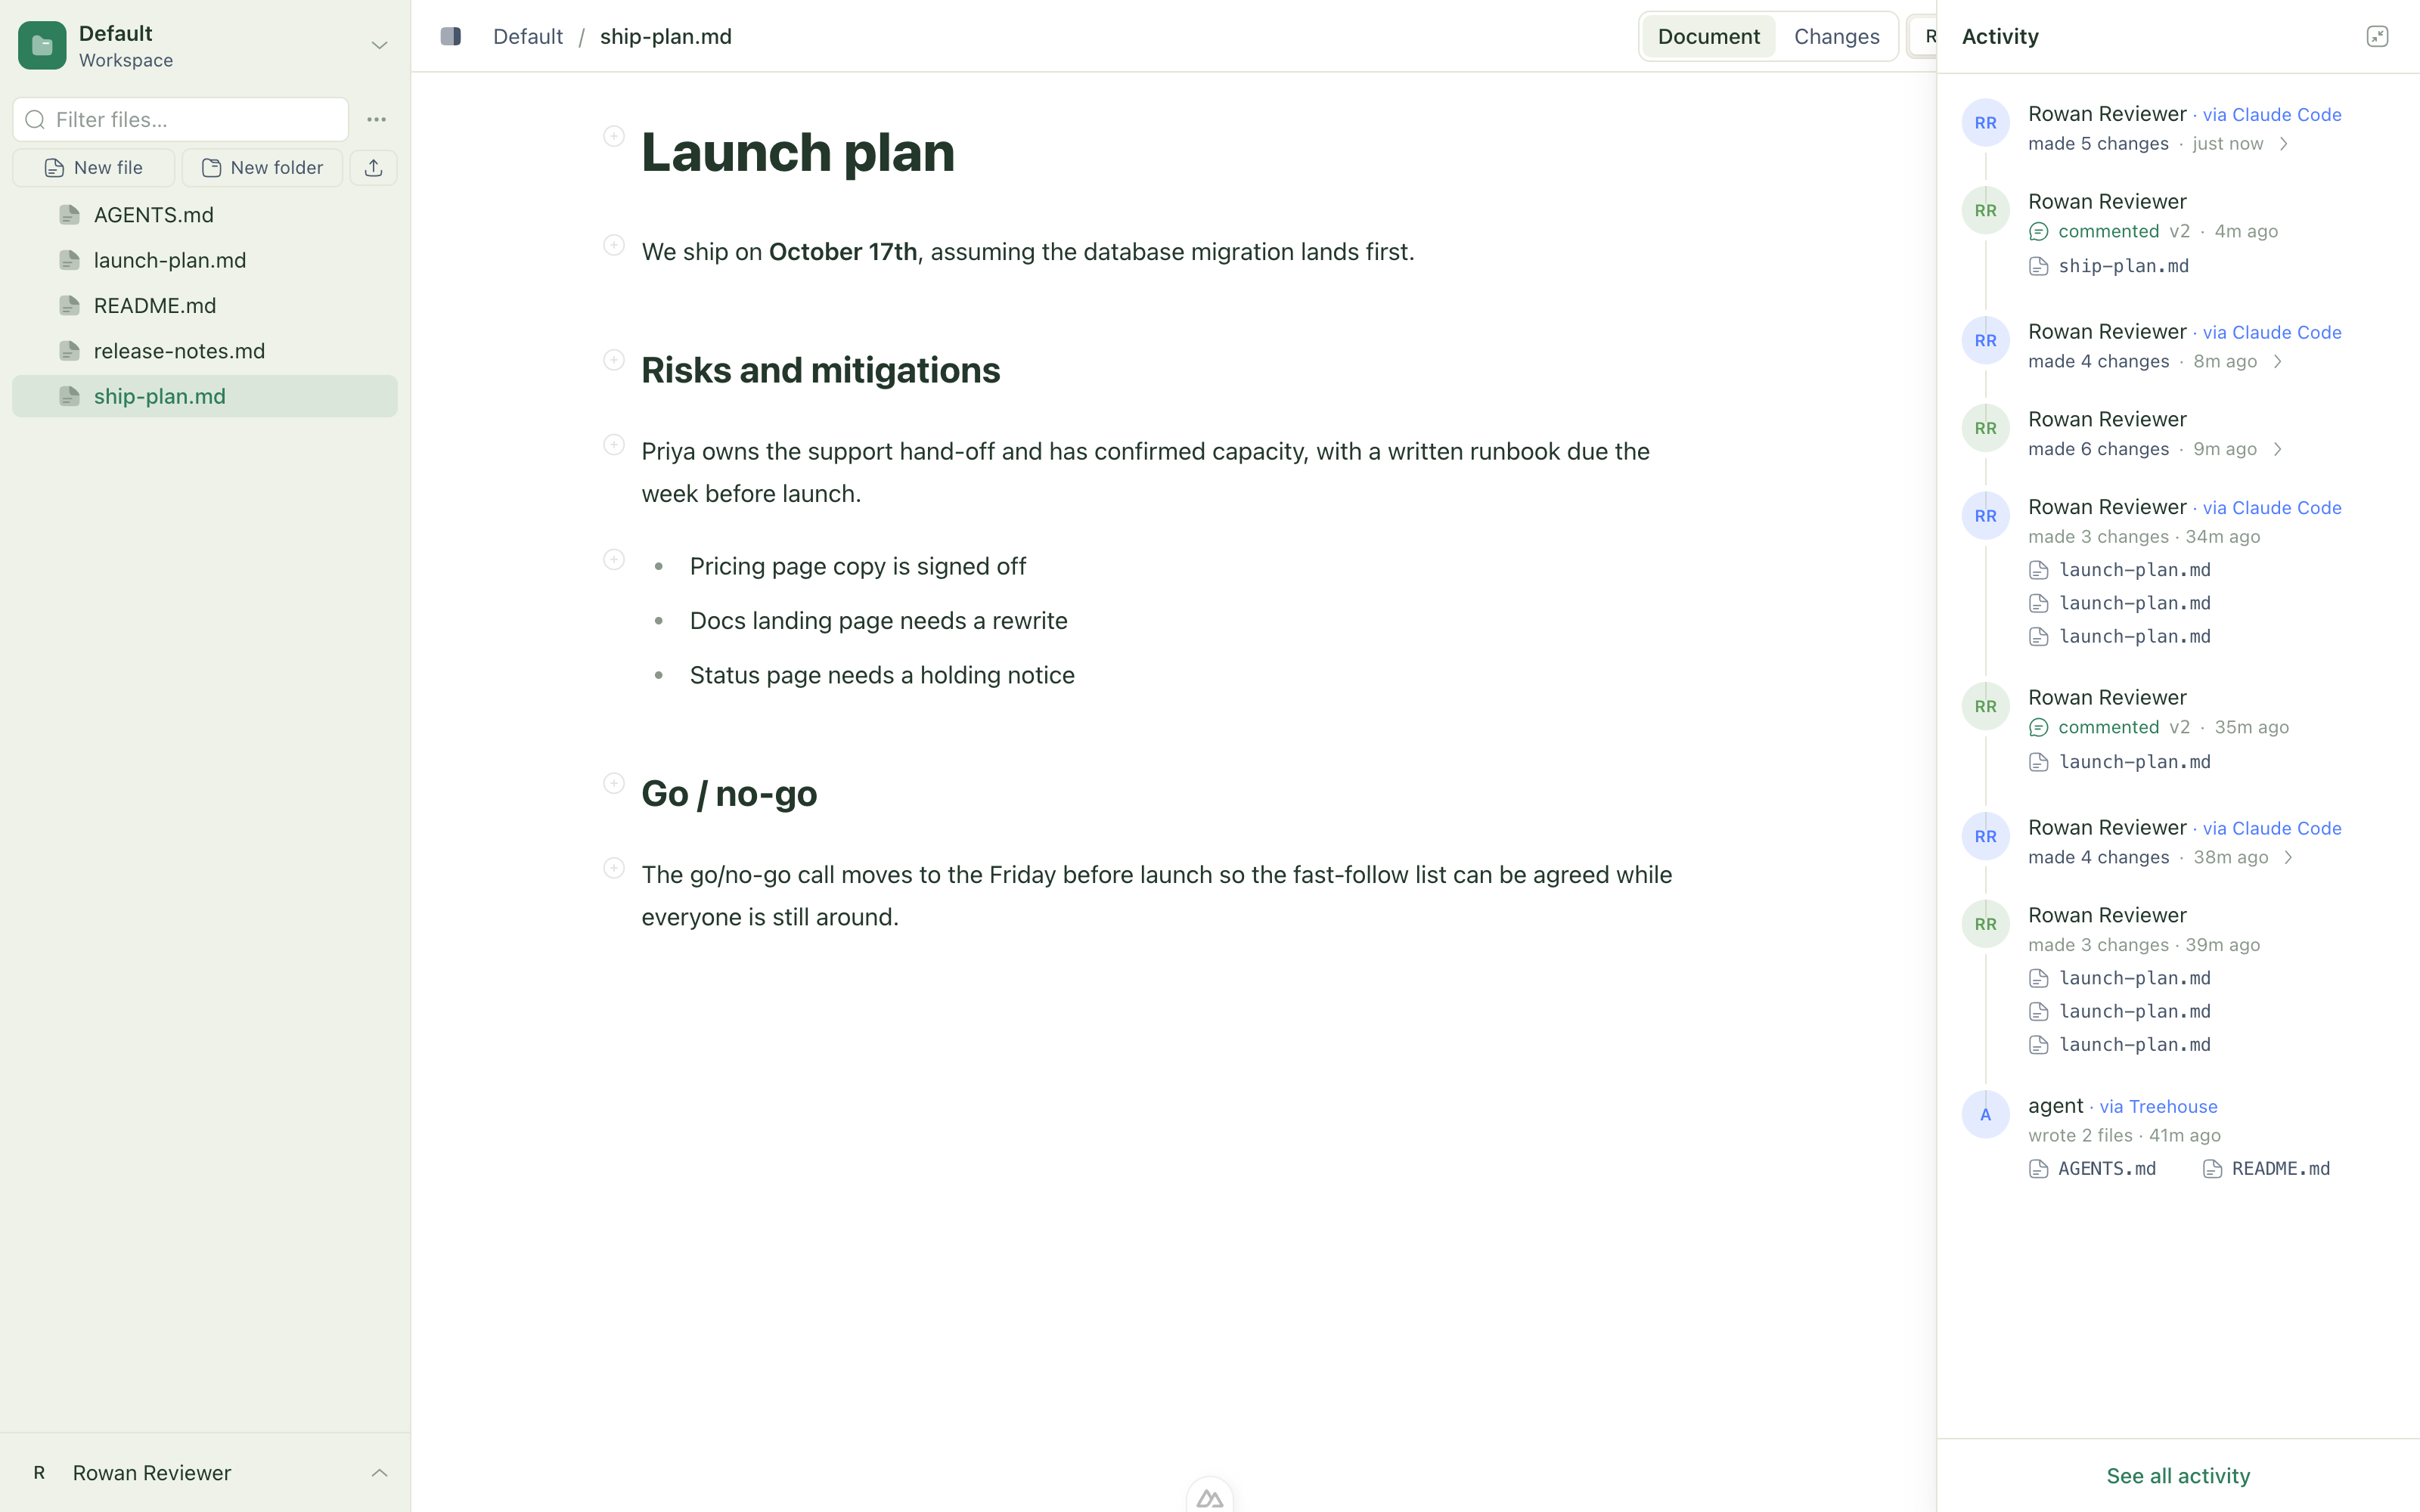 Default
Workspace
Filter files...
New file
New folder
AGENTS.md
launch-plan.md
README.md
release-notes.md
ship-plan.md
R
Rowan Reviewer
Default / ship-plan.md
Document
Changes
R
Launch plan
We ship on October 17th, assuming the database migration lands first.
Risks and mitigations
Priya owns the support hand-off and has confirmed capacity, with a written runbook due the
week before launch.
• Pricing page copy is signed off
• Docs landing page needs a rewrite
• Status page needs a holding notice
Go / no-go
The go/no-go call moves to the Friday before launch so the fast-follow list can be agreed while
everyone is still around.
Activity
RR
Rowan Reviewer · via Claude Code
made 5 changes · just now
RR
Rowan Reviewer
commented v2 · 4m ago
ship-plan.md
RR
Rowan Reviewer · via Claude Code
made 4 changes · 8m ago
RR
Rowan Reviewer
made 6 changes · 9m ago
RR
Rowan Reviewer · via Claude Code
made 3 changes · 34m ago
launch-plan.md
launch-plan.md
launch-plan.md
RR
Rowan Reviewer
commented v2 · 35m ago
launch-plan.md
RR
Rowan Reviewer · via Claude Code
made 4 changes · 38m ago
RR
Rowan Reviewer
made 3 changes · 39m ago
launch-plan.md
launch-plan.md
launch-plan.md
A
agent · via Treehouse
wrote 2 files · 41m ago
AGENTS.md
README.md
See all activity